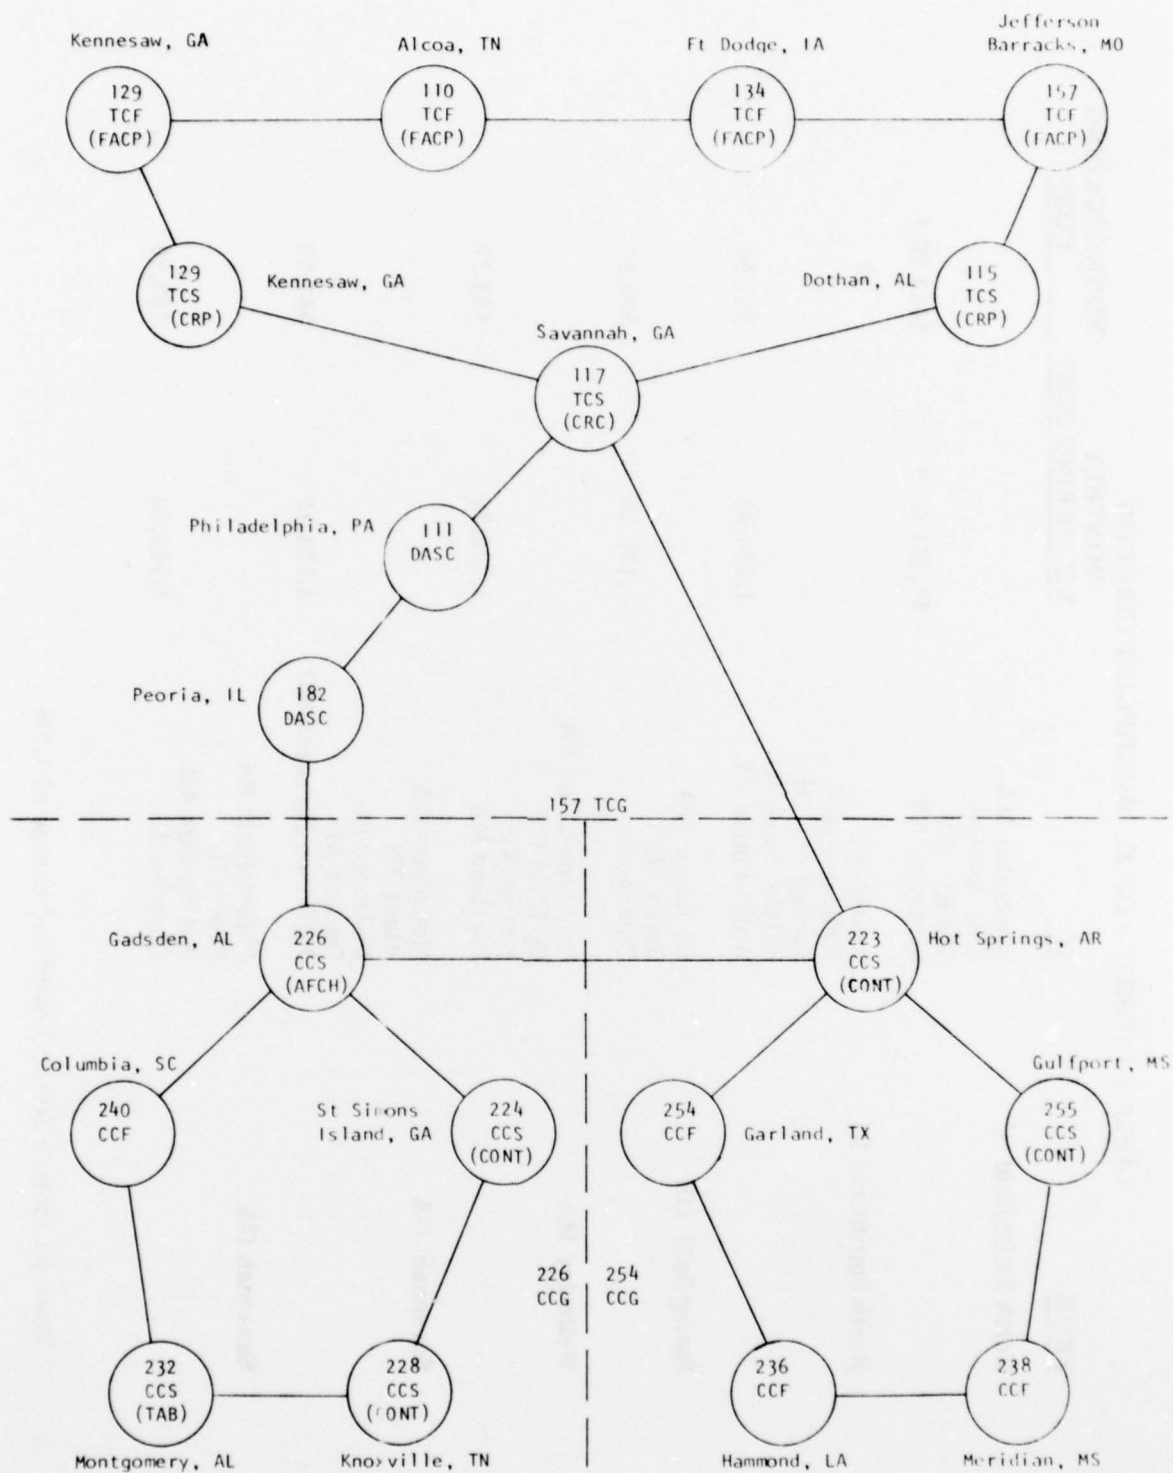 Kennesaw, GA
Alcoa, TN
Ft Dodge, IA
Jefferson
Barracks, MO
129
TCF
(FACP)
110
TCF
(FACP)
134
TCF
(FACP)
157
TCF
(FACP)
129
TCS
(CRP)
Kennesaw, GA
Dothan, AL
115
TCS
(CRP)
Savannah, GA
117
TCS
(CRC)
Philadelphia, PA
111
DASC
Peoria, IL
182
DASC
157 TCG
Gadsden, AL
226
CCS
(AFCH)
223
CCS
(CONT)
Hot Springs, AR
Columbia, SC
240
CCF
St Simons
Island, GA
224
CCS
(CONT)
254
CCF
Garland, TX
Gulfport, MS
255
CCS
(CONT)
226
CCG
254
CCG
232
CCS
(TAB)
Montgomery, AL
228
CCS
(CONT)
Knoxville, TN
236
CCF
Hammond, LA
238
CCF
Meridian, MS